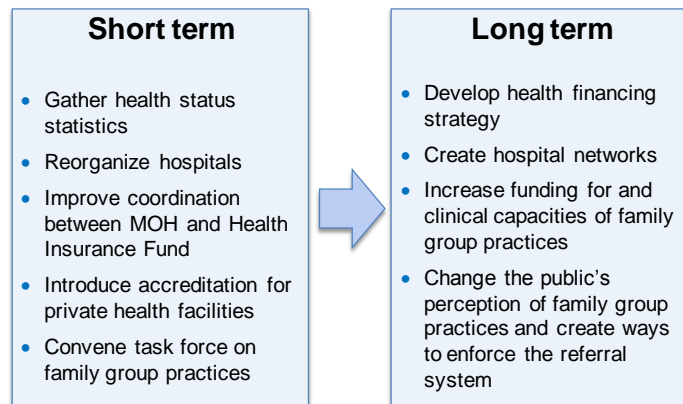 Short term
• Gather health status
statistics
• Reorganize hospitals
• Improve coordination
between MOH and Health
Insurance Fund
• Introduce accreditation for
private health facilities
• Convene task force on
family group practices
Long term
• Develop health financing
strategy
• Create hospital networks
• Increase funding for and
clinical capacities of family
group practices
• Change the public's
perception of family group
practices and create ways
to enforce the referral
system